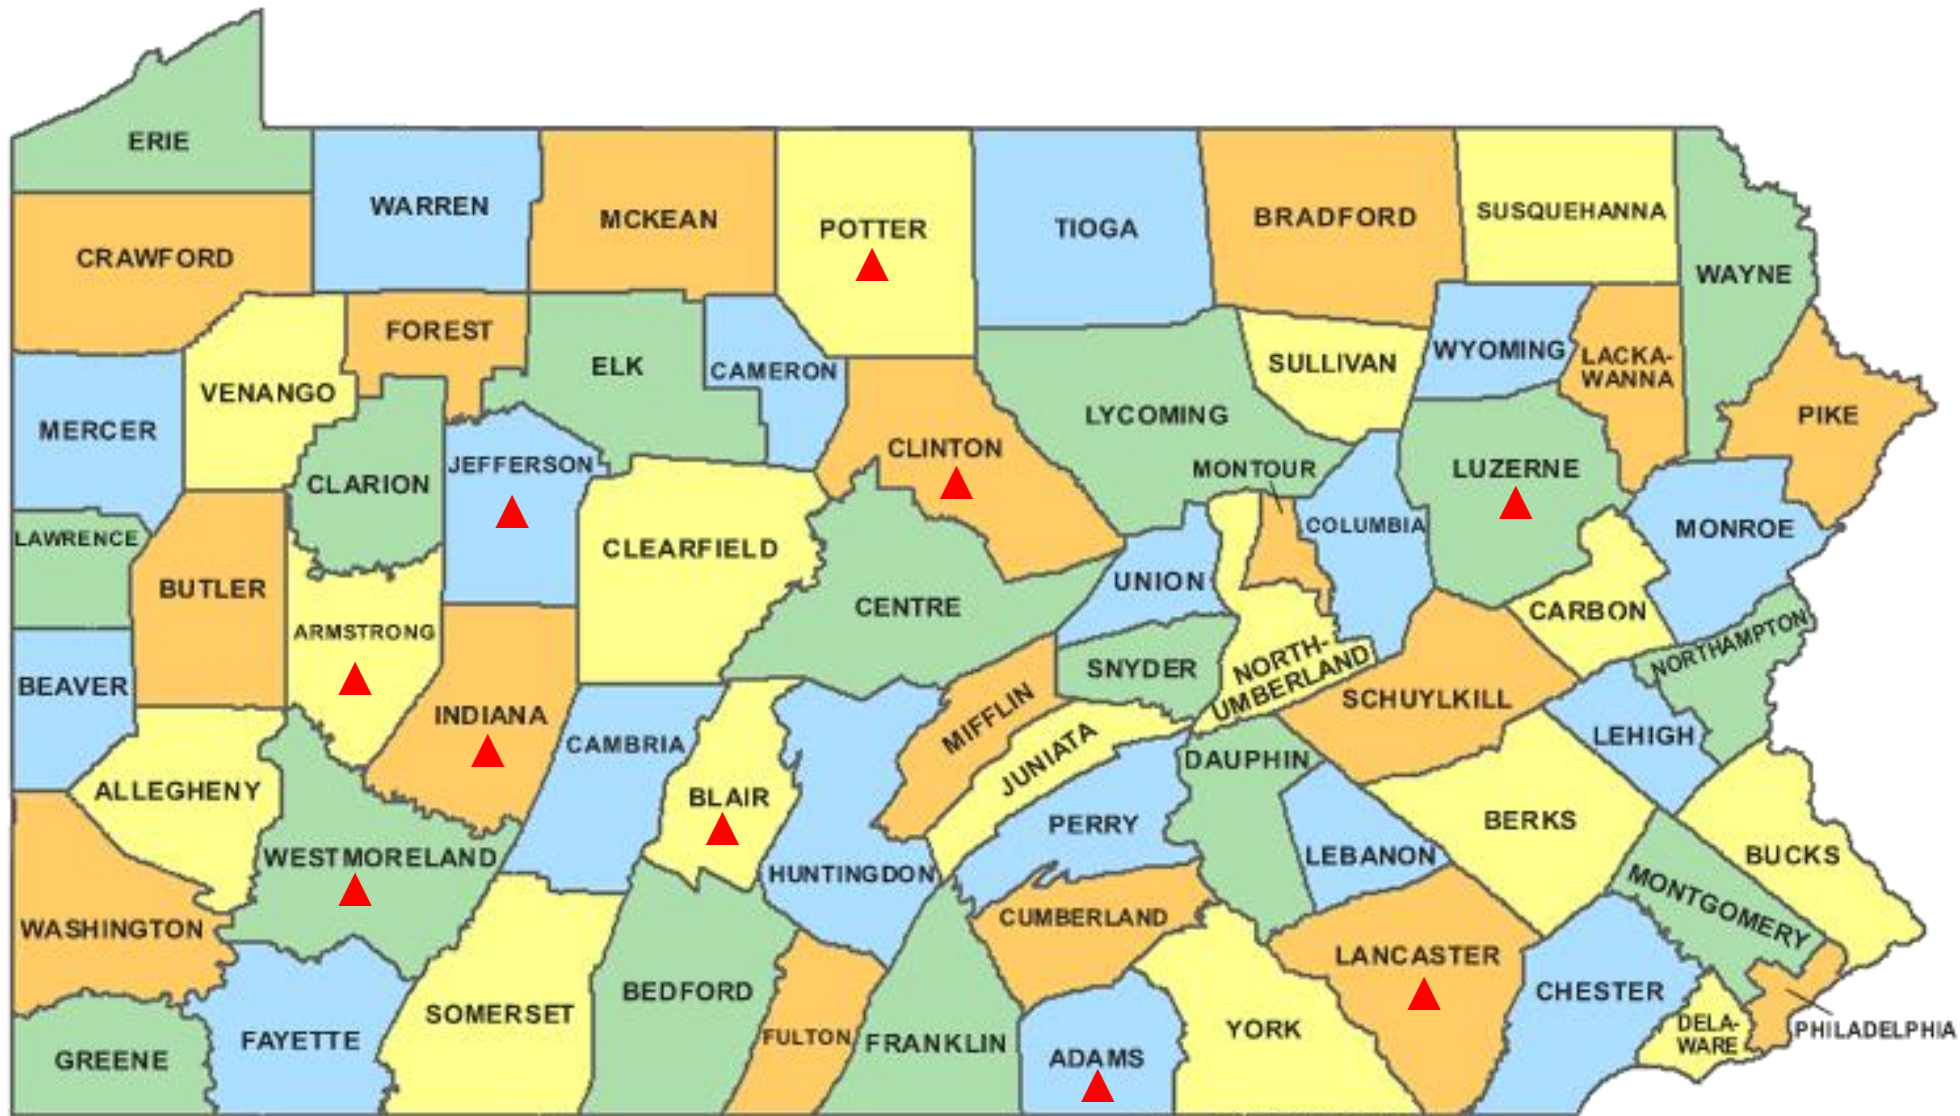 ERIE
WARREN
MCKEAN
POTTER
TIOGA
BRADFORD
SUSQUEHANNA
WAYNE
CRAWFORD
FOREST
ELK
CAMERON
SULLIVAN
WYOMING
LACKA-
WANNA
PIKE
VENANGO
MERCER
CLARION
JEFFERSON
CLINTON
LYCOMING
MONTOUR
COLUMBIA
LUZERNE
MONROE
LAWRENCE
BUTLER
CLEARFIELD
CENTRE
UNION
CARBON
NORTHAMPTON
ARMSTRONG
BEAVER
INDIANA
CAMBRIA
SNYDER
NORTH-
UMBERLAND
SCHUYLKILL
LEHIGH
MIFFLIN
JUNIATA
DAUPHIN
ALLEGHENY
BLAIR
PERRY
BERKS
WESTMORELAND
HUNTINGDON
LEBANON
BUCKS
MONTGOMERY
WASHINGTON
CUMBERLAND
LANCASTER
CHESTER
BEDFORD
SOMERSET
FAYETTE
GREENE
FULTON
FRANKLIN
ADAMS
YORK
DELA-
WARE
PHILADELPHIA